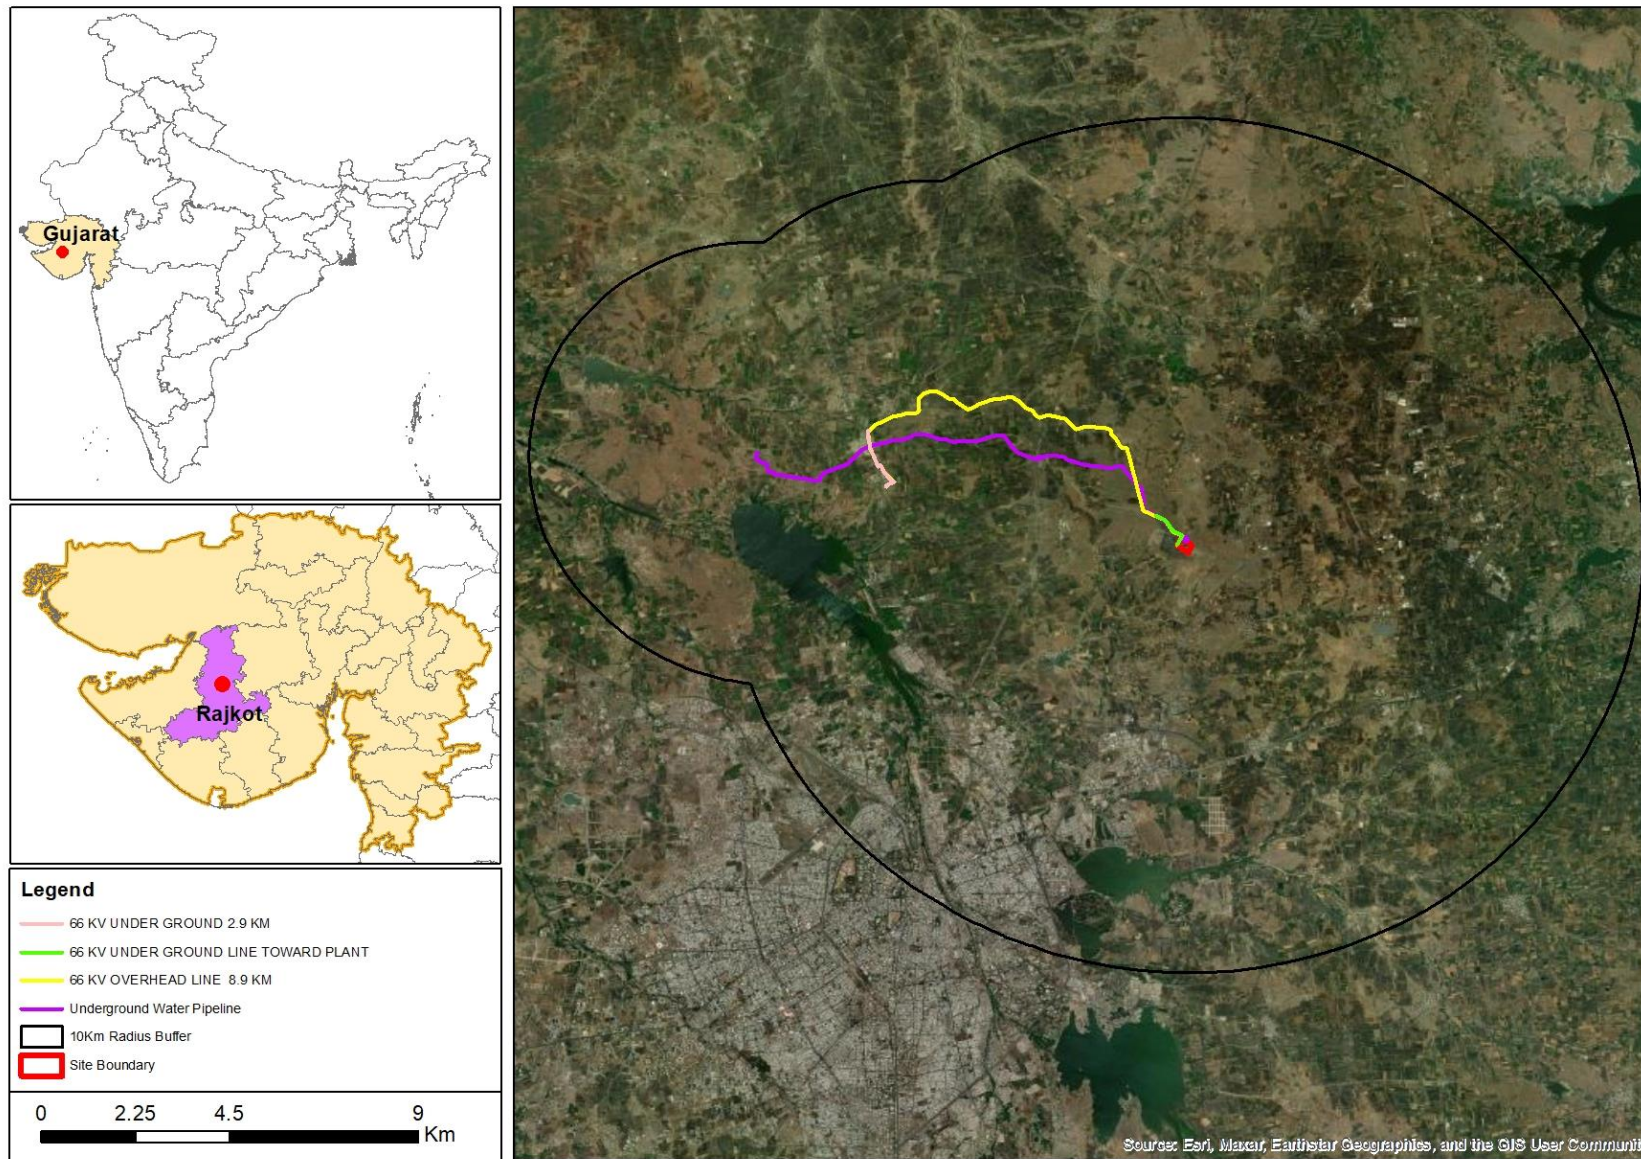 Gujarat
Rajkot
Legend
66 KV UNDER GROUND 2.9 KM
66 KV UNDER GROUND LINE TOWARD PLANT
66 KV OVERHEAD LINE 8.9 KM
Underground Water Pipeline
10Km Radius Buffer
Site Boundary
0 2.25 4.5 9
Km
Source: Esri, Maxar, Earthstar Geographics, and the GIS User Communit